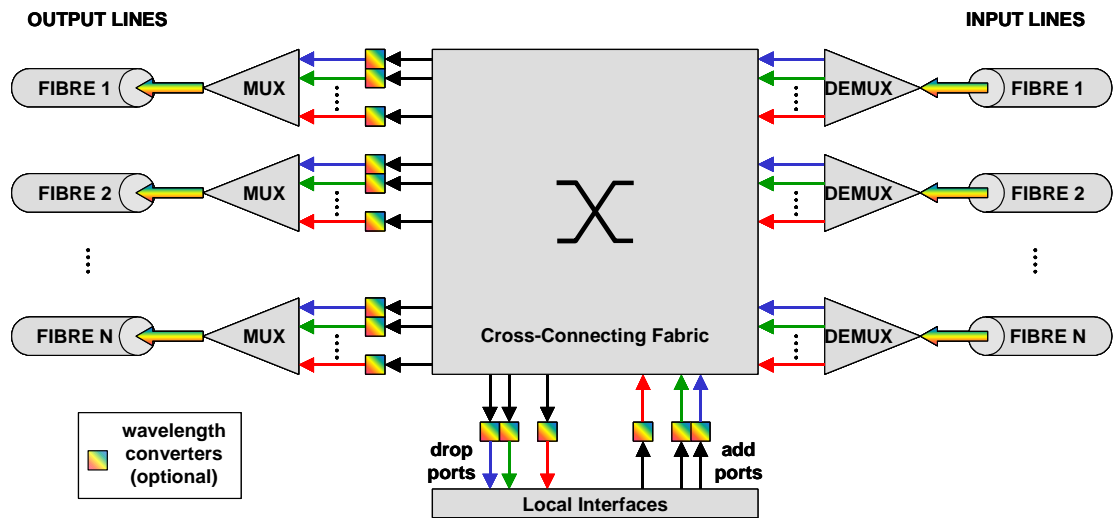 OUTPUT LINES
INPUT LINES
FIBRE 1
MUX
DEMUX
FIBRE 1
FIBRE 2
MUX
DEMUX
FIBRE 2
FIBRE N
MUX
Cross-Connecting Fabric
DEMUX
FIBRE N
wavelength
converters
(optional)
drop
ports
add
ports
Local Interfaces